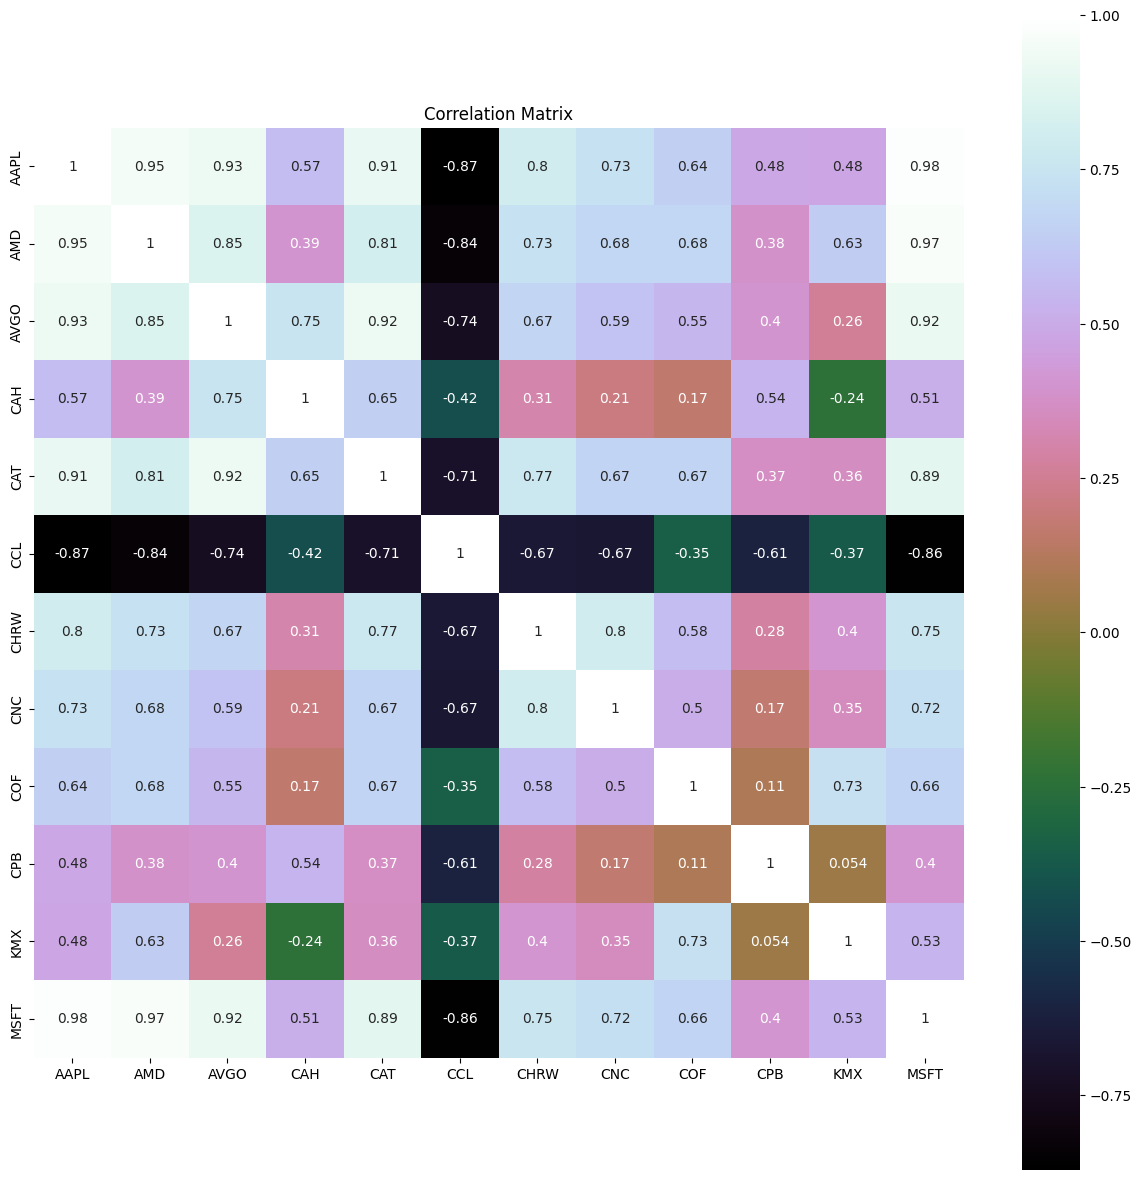 Correlation Matrix
AAPL 1 0.95 0.93 0.57 0.91 -0.87 0.8 0.73 0.64 0.48 0.48 0.98
AMD 0.95 1 0.85 0.39 0.81 -0.84 0.73 0.68 0.68 0.38 0.63 0.97
AVGO 0.93 0.85 1 0.75 0.92 -0.74 0.67 0.59 0.55 0.4 0.26 0.92
CAH 0.57 0.39 0.75 1 0.65 -0.42 0.31 0.21 0.17 0.54 -0.24 0.51
CAT 0.91 0.81 0.92 0.65 1 -0.71 0.77 0.67 0.67 0.37 0.36 0.89
CCL -0.87 -0.84 -0.74 -0.42 -0.71 1 -0.67 -0.67 -0.35 -0.61 -0.37 -0.86
CHRW 0.8 0.73 0.67 0.31 0.77 -0.67 1 0.8 0.58 0.28 0.4 0.75
CNC 0.73 0.68 0.59 0.21 0.67 -0.67 0.8 1 0.5 0.17 0.35 0.72
COF 0.64 0.68 0.55 0.17 0.67 -0.35 0.58 0.5 1 0.11 0.73 0.66
CPB 0.48 0.38 0.4 0.54 0.37 -0.61 0.28 0.17 0.11 1 0.054 0.4
KMX 0.48 0.63 0.26 -0.24 0.36 -0.37 0.4 0.35 0.73 0.054 1 0.53
MSFT 0.98 0.97 0.92 0.51 0.89 -0.86 0.75 0.72 0.66 0.4 0.53 1
AAPL AMD AVGO CAH CAT CCL CHRW CNC COF CPB KMX MSFT
1.00
0.75
0.50
0.25
0.00
−0.25
−0.50
−0.75